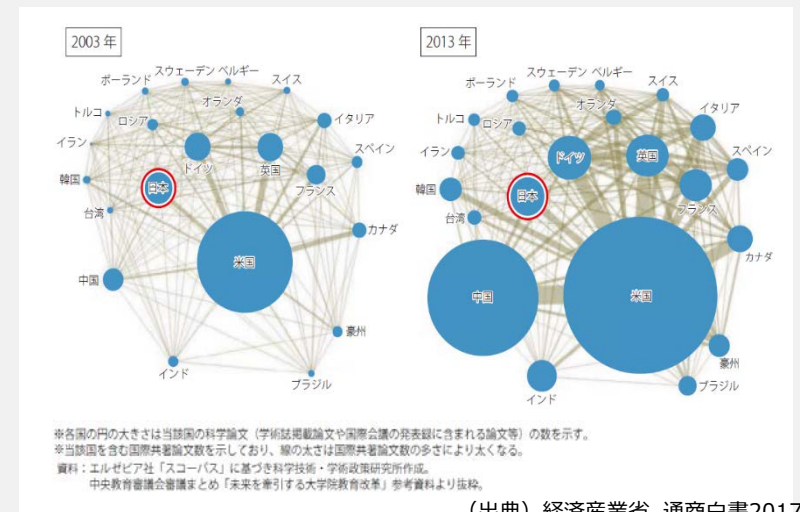 2003 年
ポーランド
スウェーデン
ベルギー
スイス
トルコ
ロシア
オランダ
イタリア
イラン
ドイツ
英国
スペイン
韓国
日本
フランス
台湾
カナダ
米国
中国
豪州
インド
ブラジル
2013 年
ポーランド
スウェーデン
ベルギー
スイス
トルコ
ロシア
オランダ
イタリア
イラン
ドイツ
英国
スペイン
韓国
日本
フランス
台湾
カナダ
中国
米国
豪州
インド
ブラジル
※各国の円の大きさは当該国の科学論文（学術誌掲載論文や国際会議の発表録に含まれる論文等）の数を示す。
※当該国を含む国際共著論文数を示しており、線の太さは国際共著論文数の多さにより太くなる。
資料：エルゼビア社「スコーパス」に基づき科学技術・学術政策研究所作成。
中央教育審議会審議まとめ「未来を牽引する大学院教育改革」参考資料より抜粋。
（出典）経済産業省 通商白書2017